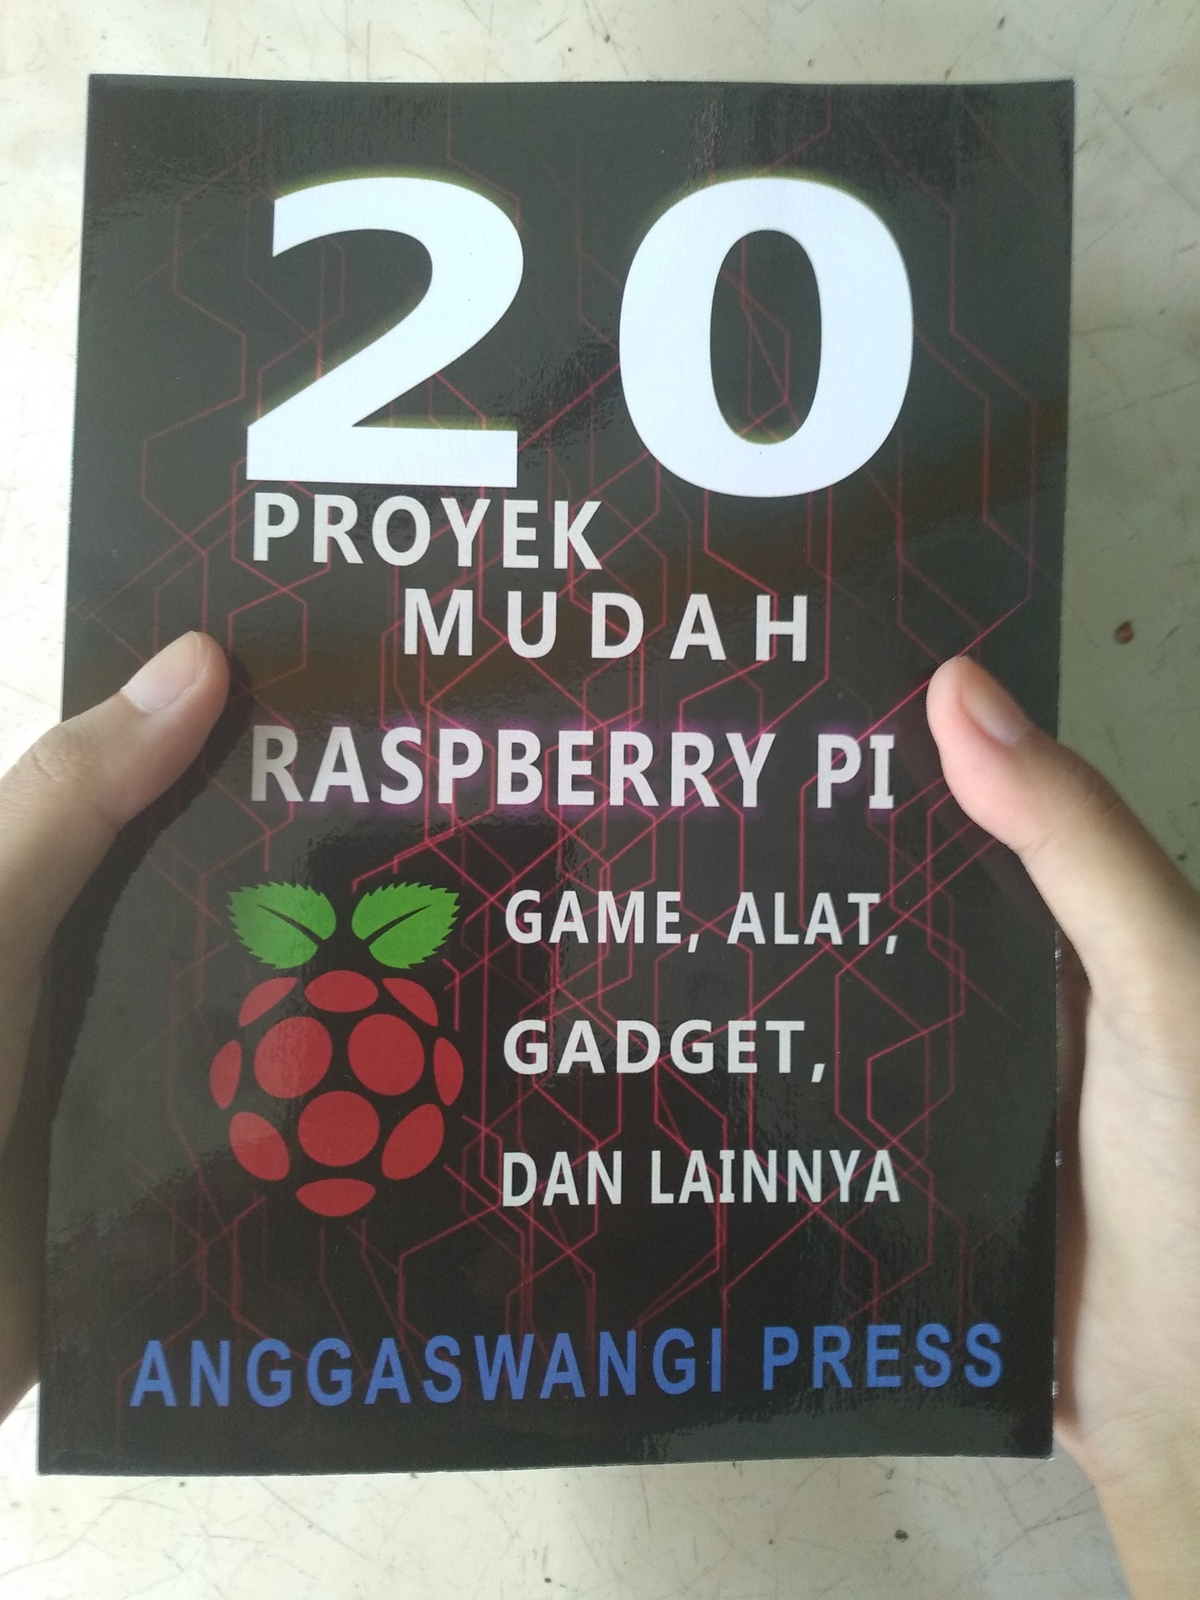 20
PROYEK
MUDAH
RASPBERRY PI
GAME, ALAT,
GADGET,
DAN LAINNYA
ANGGASWANGI PRESS